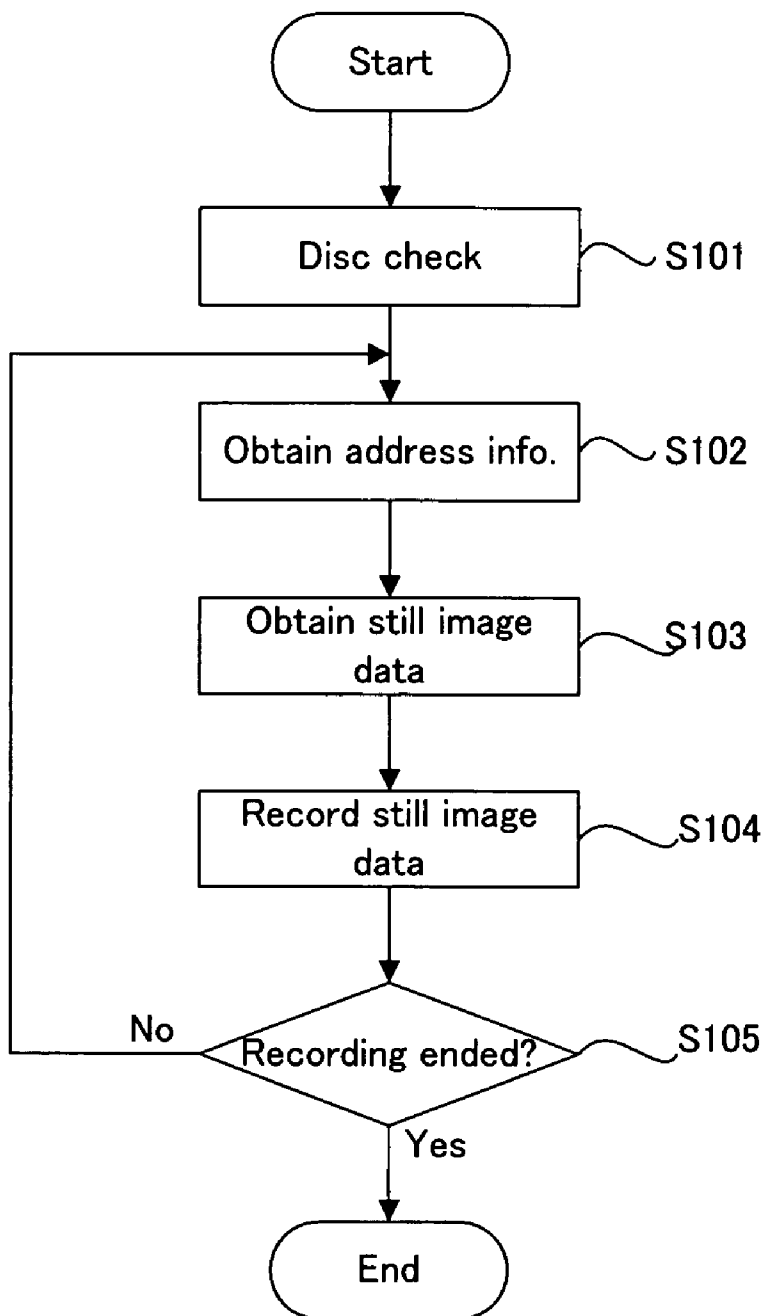 Start
Disc check
S101
Obtain address info.
S102
Obtain still image
data
S103
Record still image
data
S104
No
Recording ended?
S105
Yes
End